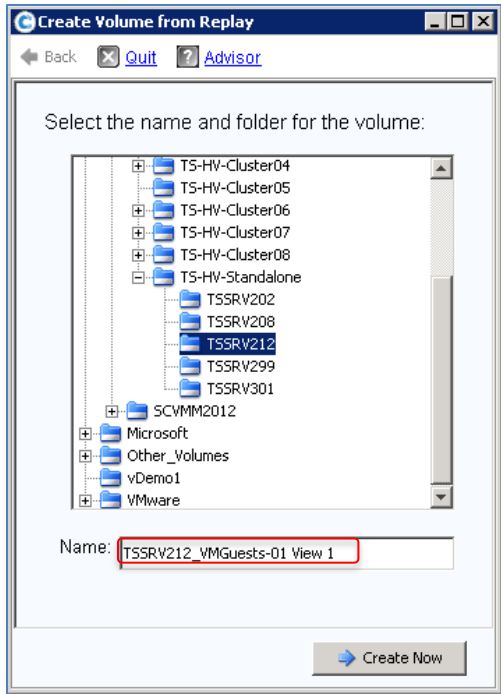 Create Volume from Replay
Back Quit Advisor
Select the name and folder for the volume:
TS-HV-Cluster04
TS-HV-Cluster05
TS-HV-Cluster06
TS-HV-Cluster07
TS-HV-Cluster08
TS-HV-Standalone
TSSRV202
TSSRV208
TSSRV212
TSSRV299
TSSRV301
SCVMM2012
Microsoft
Other_Volumes
vDemo1
VMware
Name: TSSRV212_VMGuests-01 View 1
Create Now